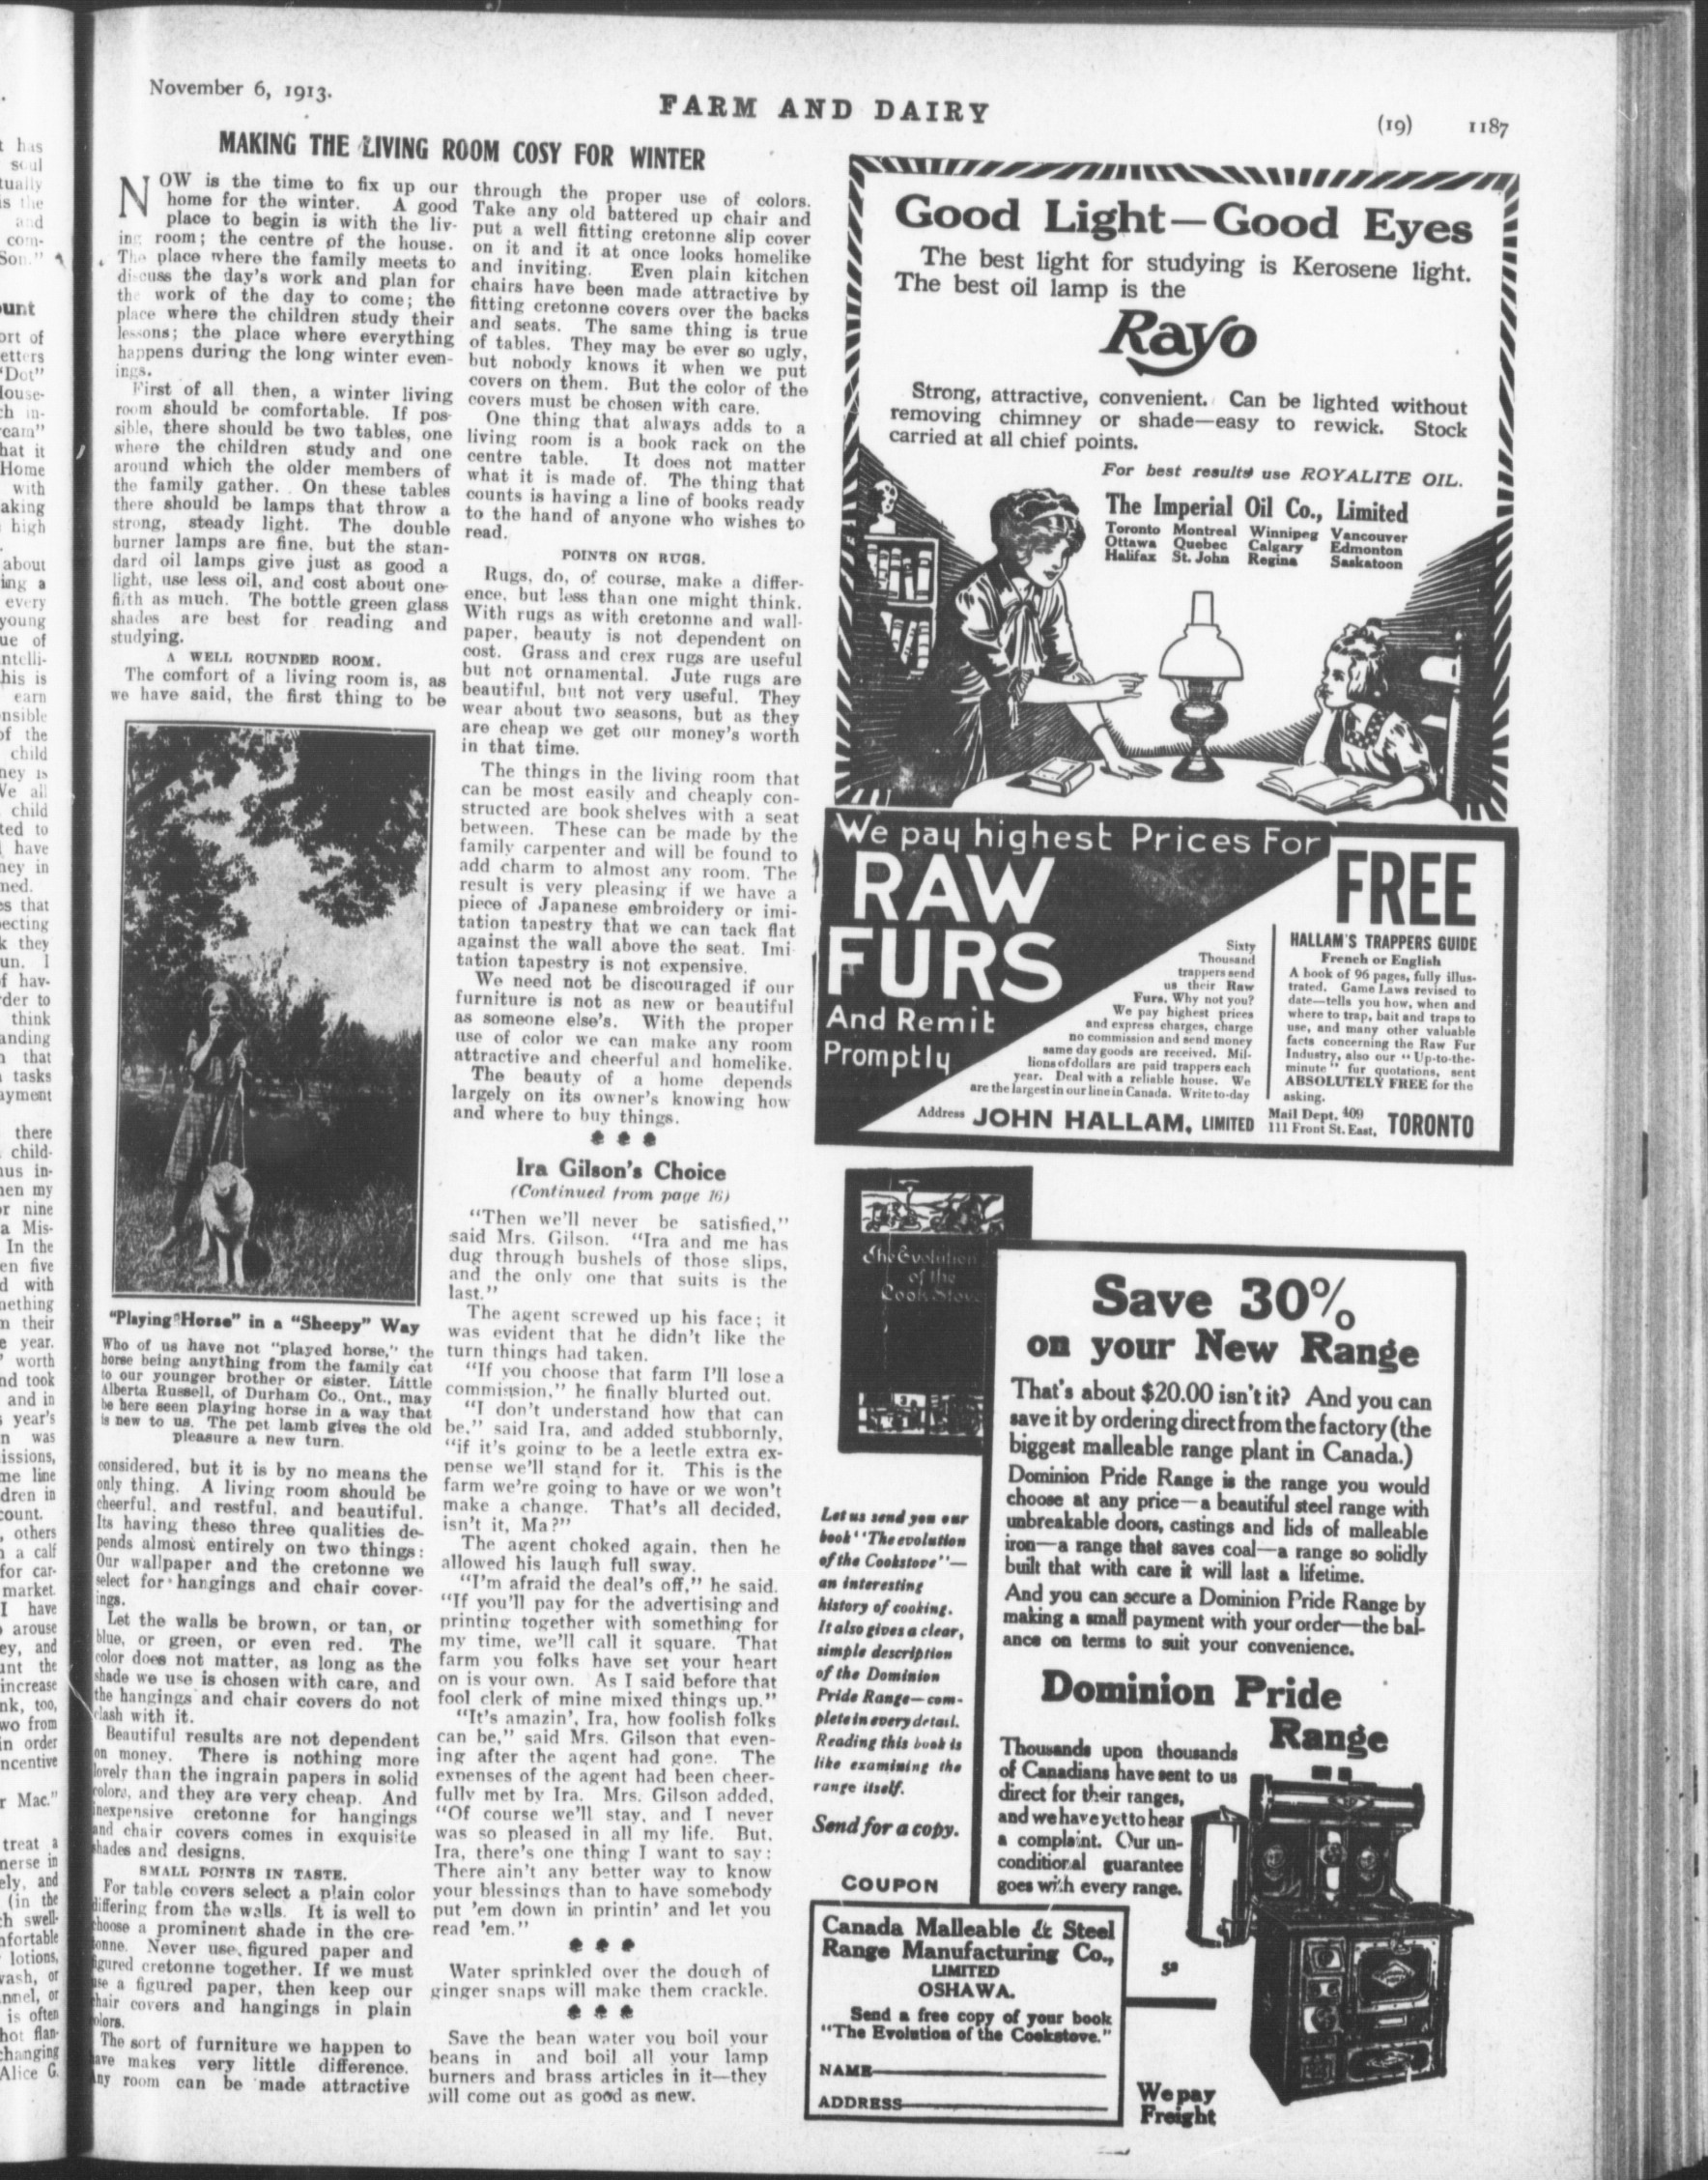 November 6, 1913.
FARM AND DAIRY
(19) 1187
MAKING THE LIVING ROOM COSY FOR WINTER
NOW is the time to fix up our
home for the winter. A good
place to begin is with the liv-
ing room; the centre of the house.
The place where the family meets to
discuss the day's work and plan for
the work of the day to come; the
place where the children study their
lessons; the place where everything
happens during the long winter even-
ings.
First of all then, a winter living
room should be comfortable. If pos-
sible, there should be two tables, one
where the children study and one
around which the older members of
the family gather. On these tables
there should be lamps that throw a
strong, steady light. The double
burner lamps are fine, but the stan-
dard oil lamps give just as good a
light, use less oil, and cost about one-
fifth as much. The bottle green glass
shades are best for reading and
studying.
A WELL ROUNDED ROOM.
The comfort of a living room is, as
we have said, the first thing to be
"Playing "Horse" in a "Sheepy" Way
Who of us have not "played horse," the
horse being anything from the family cat
to our younger brother or sister. Little
Alberta Russell, of Durham Co., Ont., may
be here seen playing horse in a way that
is new to us. The pet lamb gives the old
pleasure a new turn.
considered, but it is by no means the
only thing. A living room should be
cheerful, and restful, and beautiful.
Its having these three qualities de-
pends almost entirely on two things:
Our wallpaper and the cretonne we
select for hangings and chair cover-
ings.
Let the walls be brown, or tan, or
blue, or green, or even red. The
color does not matter, as long as the
shade we use is chosen with care, and
the hangings and chair covers do not
clash with it.
Beautiful results are not dependent
on money. There is nothing more
lovely than the ingrain papers in solid
colors, and they are very cheap. And
inexpensive cretonne for hangings
and chair covers comes in exquisite
shades and designs.
SMALL POINTS IN TASTE.
For table covers select a plain color
differing from the walls. It is well to
choose a prominent shade in the cre-
tonne. Never use figured paper and
figured cretonne together. If we must
use a figured paper, then keep our
chair covers and hangings in plain
colors.
The sort of furniture we happen to
have makes very little difference.
Any room can be made attractive
through the proper use of colors.
Take any old battered up chair and
put a well fitting cretonne slip cover
on it and it at once looks homelike
and inviting. Even plain kitchen
chairs have been made attractive by
fitting cretonne covers over the backs
and seats. The same thing is true
of tables. They may be ever so ugly,
but nobody knows it when we put
covers on them. But the color of the
covers must be chosen with care.
One thing that always adds to a
living room is a book rack on the
centre table. It does not matter
what it is made of. The thing that
counts is having a line of books ready
to the hand of anyone who wishes to
read.
POINTS ON RUGS.
Rugs, do, of course, make a differ-
ence, but less than one might think.
With rugs as with cretonne and wall-
paper, beauty is not dependent on
cost. Grass and crex rugs are useful
but not ornamental. Jute rugs are
beautiful, but not very useful. They
wear about two seasons, but as they
are cheap we get our money's worth
in that time.
The things in the living room that
can be most easily and cheaply con-
structed are book shelves with a seat
between. These can be made by the
family carpenter and will be found to
add charm to almost any room. The
result is very pleasing if we have a
piece of Japanese embroidery or imi-
tation tapestry that we can tack flat
against the wall above the seat. Imi-
tation tapestry is not expensive.
We need not be discouraged if our
furniture is not as new or beautiful
as someone else's. With the proper
use of color we can make any room
attractive and cheerful and homelike.
The beauty of a home depends
largely on its owner's knowing how
and where to buy things.
Ira Gilson's Choice
(Continued from page 16)
"Then we'll never be satisfied,"
said Mrs. Gilson. "Ira and me has
dug through bushels of those slips,
and the only one that suits is the
last."
The agent screwed up his face; it
was evident that he didn't like the
turn things had taken.
"If you choose that farm I'll lose a
commission," he finally blurted out.
"I don't understand how that can
be," said Ira, and added stubbornly,
"if it's going to be a leetle extra ex-
pense we'll stand for it. This is the
farm we're going to have or we won't
make a change. That's all decided,
isn't it, Ma?"
The agent choked again, then he
allowed his laugh full sway.
"I'm afraid the deal's off," he said.
"If you'll pay for the advertising and
printing together with something for
my time, we'll call it square. That
farm you folks have set your heart
on is your own. As I said before that
fool clerk of mine mixed things up."
"It's amazin', Ira, how foolish folks
can be," said Mrs. Gilson that even-
ing after the agent had gone. The
expenses of the agent had been cheer-
fully met by Ira. Mrs. Gilson added,
"Of course we'll stay, and I never
was so pleased in all my life. But,
Ira, there's one thing I want to say:
There ain't any better way to know
your blessings than to have somebody
put 'em down in printin' and let you
read 'em."
Water sprinkled over the dough of
ginger snaps will make them crackle.
Save the bean water you boil your
beans in and boil all your lamp
burners and brass articles in it—they
will come out as good as new.
Good Light—Good Eyes
The best light for studying is Kerosene light.
The best oil lamp is the
Rayo
Strong, attractive, convenient. Can be lighted without
removing chimney or shade—easy to rewick. Stock
carried at all chief points.
For best results use ROYALITE OIL.
The Imperial Oil Co., Limited
Toronto Montreal Winnipeg Vancouver
Ottawa Quebec Calgary Edmonton
Halifax St. John Regina Saskatoon
We pay highest Prices For
RAW
FURS
And Remit
Promptly
Sixty
Thousand
trappers send
us their Raw
Furs. Why not you?
We pay highest prices
and express charges, charge
no commission and send money
same day goods are received. Mil-
lions of dollars are paid trappers each
year. Deal with a reliable house. We
are the largest in our line in Canada. Write to-day
FREE
HALLAM'S TRAPPERS GUIDE
French or English
A book of 96 pages, fully illus-
trated. Game Laws revised to
date—tells you how, when and
where to trap, bait and traps to
use, and many other valuable
facts concerning the Raw Fur
Industry, also our "Up-to-the-
minute" fur quotations, sent
ABSOLUTELY FREE for the
asking.
Address JOHN HALLAM, LIMITED Mail Dept. 409
111 Front St. East, TORONTO
The Evolution
of the
Cook Stove
Let us send you our
book "The evolution
of the Cookstove"—
an interesting
history of cooking.
It also gives a clear,
simple description
of the Dominion
Pride Range—com-
plete in every detail.
Reading this book is
like examining the
range itself.
Send for a copy.
Save 30%
on your New Range
That's about $20.00 isn't it? And you can
save it by ordering direct from the factory (the
biggest malleable range plant in Canada.)
Dominion Pride Range is the range you would
choose at any price—a beautiful steel range with
unbreakable doors, castings and lids of malleable
iron—a range that saves coal—a range so solidly
built that with care it will last a lifetime.
And you can secure a Dominion Pride Range by
making a small payment with your order—the bal-
ance on terms to suit your convenience.
Dominion Pride
Range
Thousands upon thousands
of Canadians have sent to us
direct for their ranges,
and we have yet to hear
a complaint. Our un-
conditional guarantee
goes with every range.
COUPON
Canada Malleable & Steel
Range Manufacturing Co.,
LIMITED
OSHAWA.
Send a free copy of your book
"The Evolution of the Cookstove."
NAME
ADDRESS
We pay
Freight